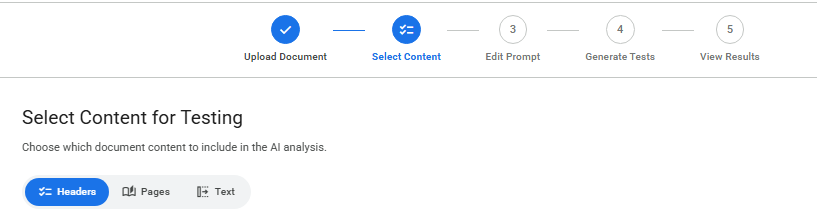 3 4 5
Upload Document Select Content Edit Prompt Generate Tests View Results
Select Content for Testing
Choose which document content to include in the AI analysis.
Headers Pages Text